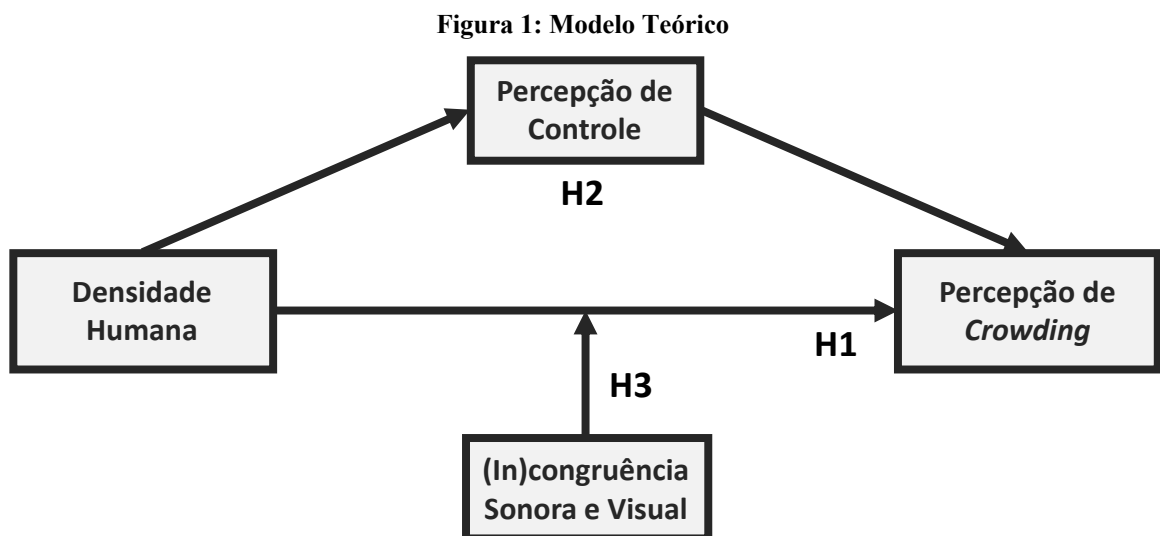 Figura 1: Modelo Teórico
Percepção de
Controle
H2
Densidade
Humana
Percepção de
Crowding
H1
H3
(In)congruência
Sonora e Visual